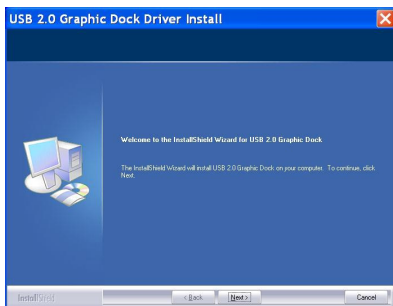 USB 2.0 Graphic Dock Driver Install
Welcome to the InstallShield Wizard for USB 2.0 Graphic Dock
The InstallShield Wizard will install USB 2.0 Graphic Dock on your computer. To continue, click
Next.
InstallShield
< Back Next > Cancel